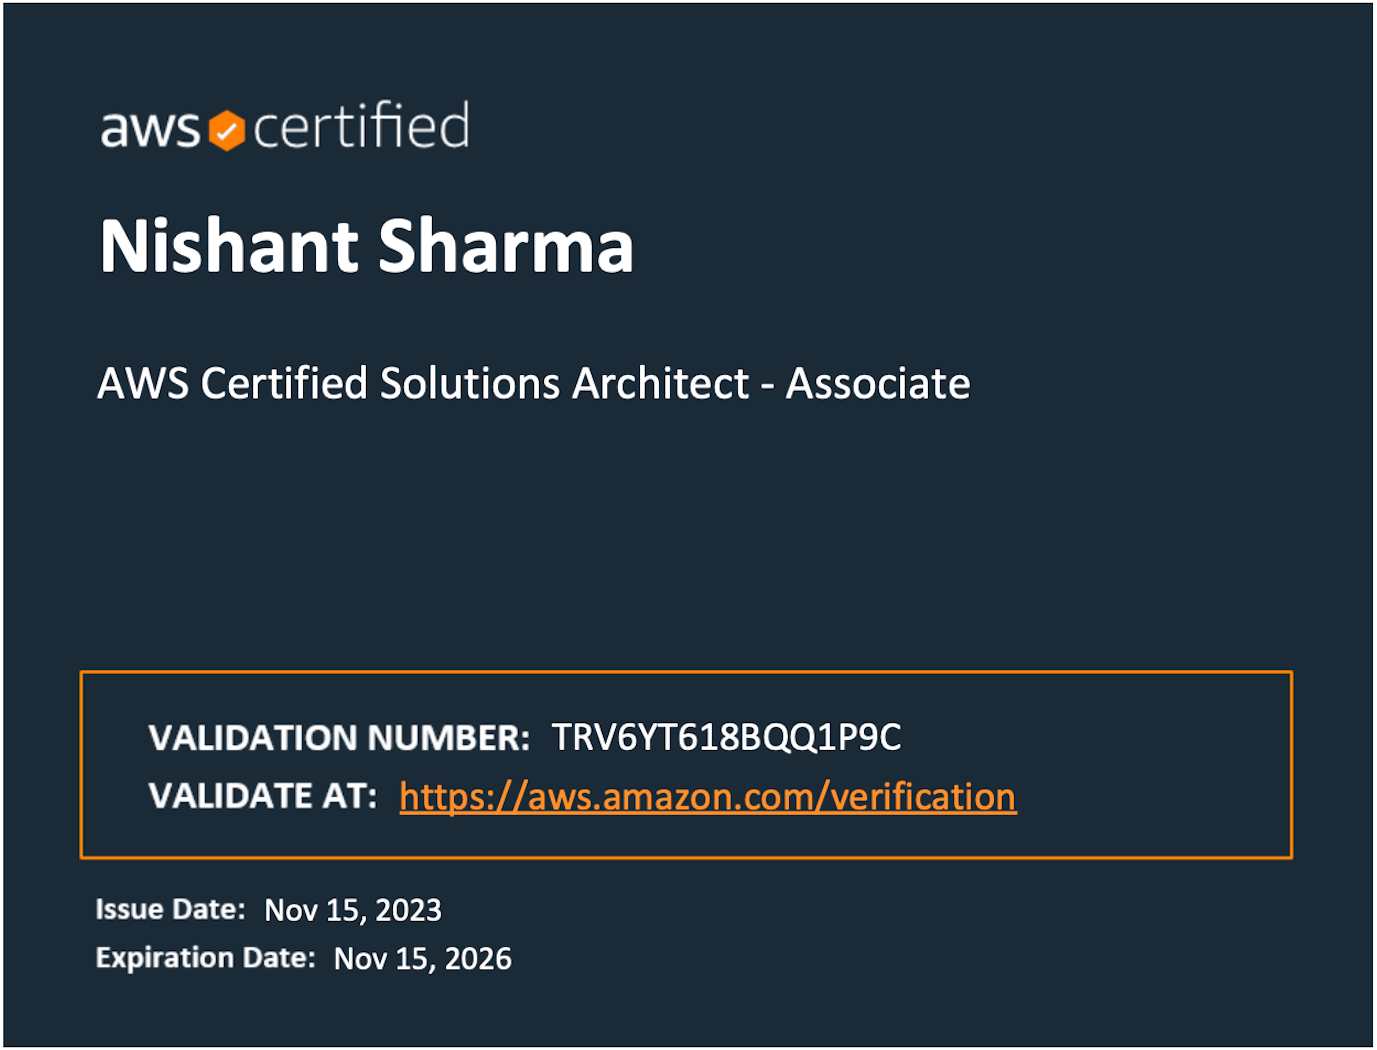 aws certified
Nishant Sharma
AWS Certified Solutions Architect - Associate
VALIDATION NUMBER: TRV6YT618BQQ1P9C
VALIDATE AT: https://aws.amazon.com/verification
Issue Date: Nov 15, 2023
Expiration Date: Nov 15, 2026